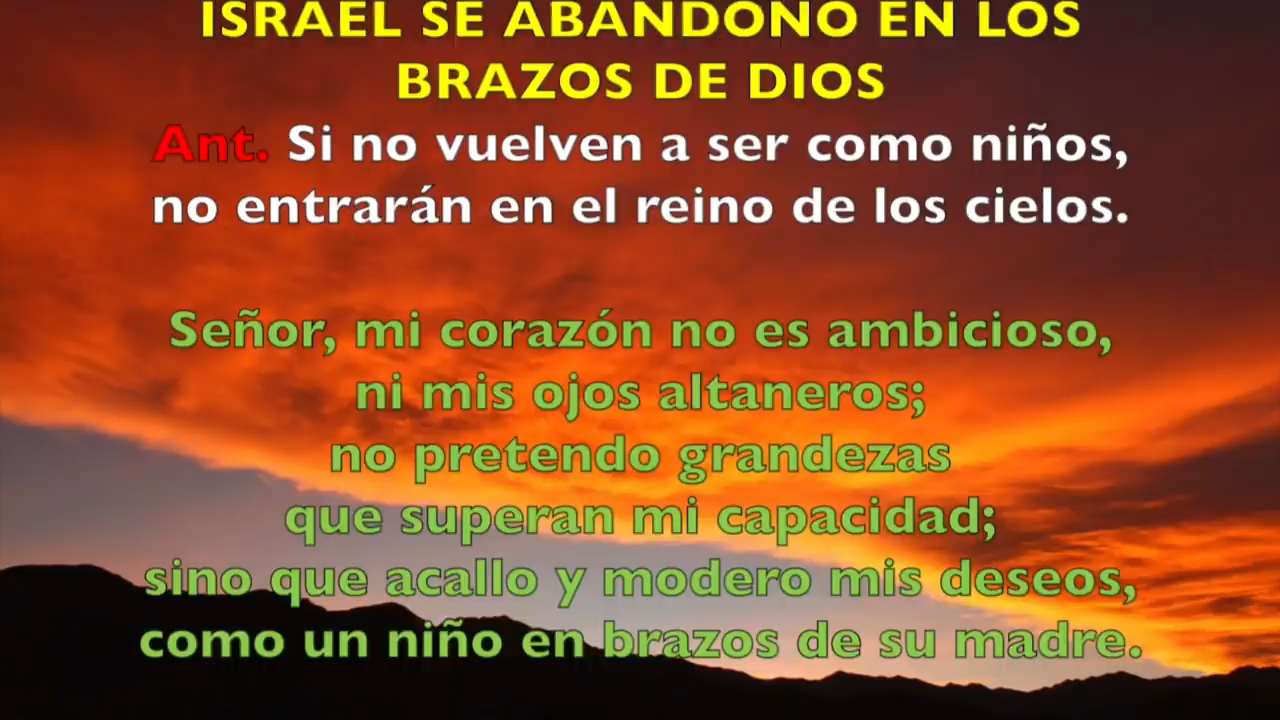 ISRAEL SE ABANDONO EN LOS
BRAZOS DE DIOS
Ant. Si no vuelven a ser como niños,
no entrarán en el reino de los cielos.
Señor, mi corazón no es ambicioso,
ni mis ojos altaneros;
no pretendo grandezas
que superan mi capacidad;
sino que acallo y modero mis deseos,
como un niño en brazos de su madre.